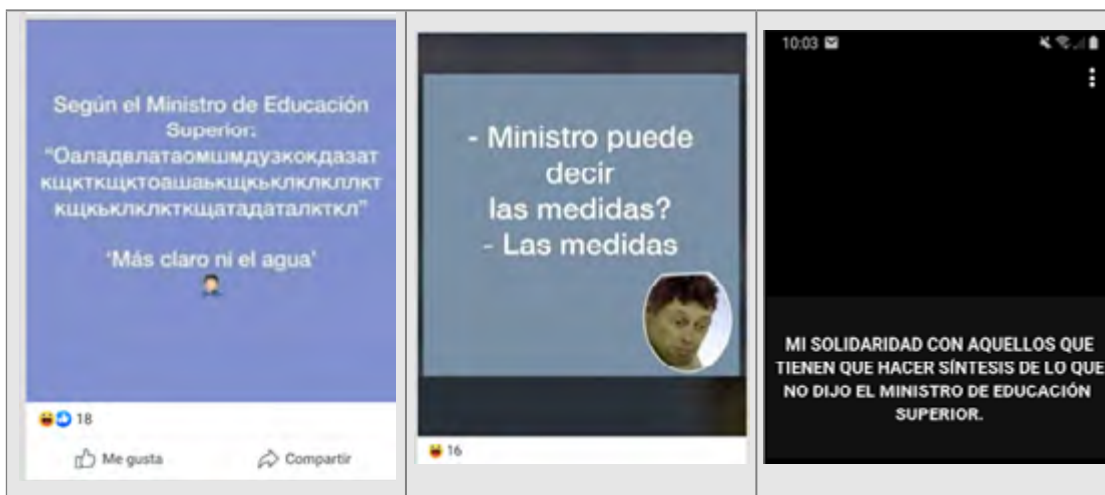 Según el Ministro de Educación
Superior:
"Оаладвлатаомшмдузкокдазат
кщкткщктоашаькщкьклклкллкт
кщкьклклкткщатадаталкткл"
'Más claro ni el agua'
18
Me gusta
Compartir
- Ministro puede
decir
las medidas?
- Las medidas
16
10:03
MI SOLIDARIDAD CON AQUELLOS QUE
TIENEN QUE HACER SÍNTESIS DE LO QUE
NO DIJO EL MINISTRO DE EDUCACIÓN
SUPERIOR.